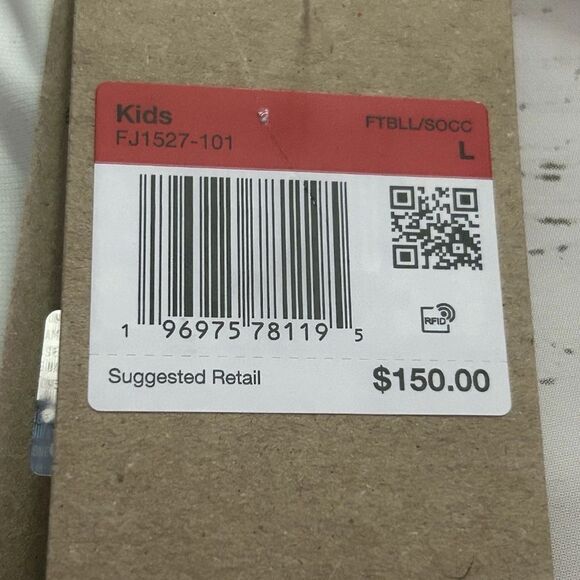 Kids
FTBLL/SOCC
FJ1527-101
L
1 96975 78119 5
RFID
Suggested Retail
$150.00